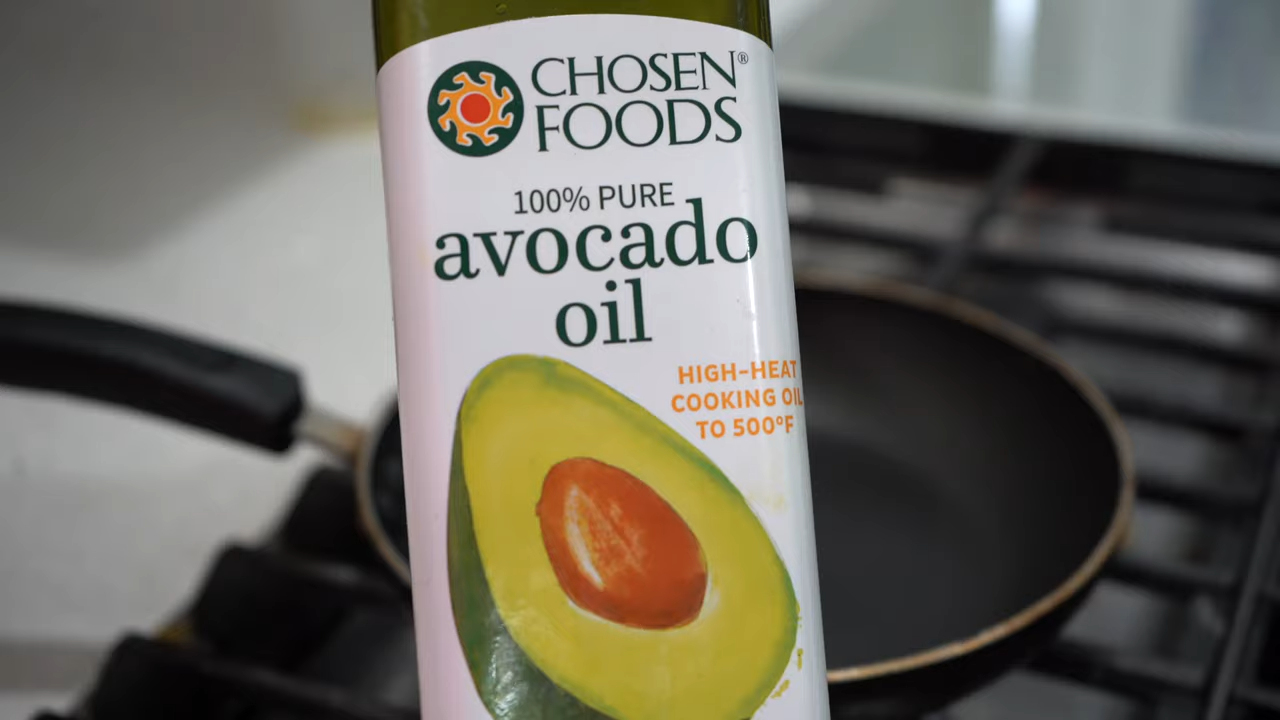 CHOSEN®
FOODS
100% PURE
avocado
oil
HIGH-HEAT
COOKING OIL
TO 500°F